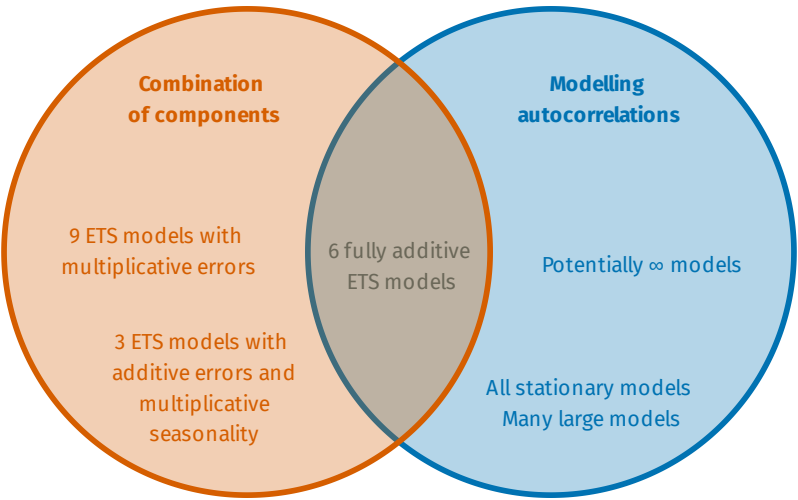 Combination
of components
9 ETS models with
multiplicative errors
3 ETS models with
additive errors and
multiplicative
seasonality
6 fully additive
ETS models
Modelling
autocorrelations
Potentially ∞ models
All stationary models
Many large models